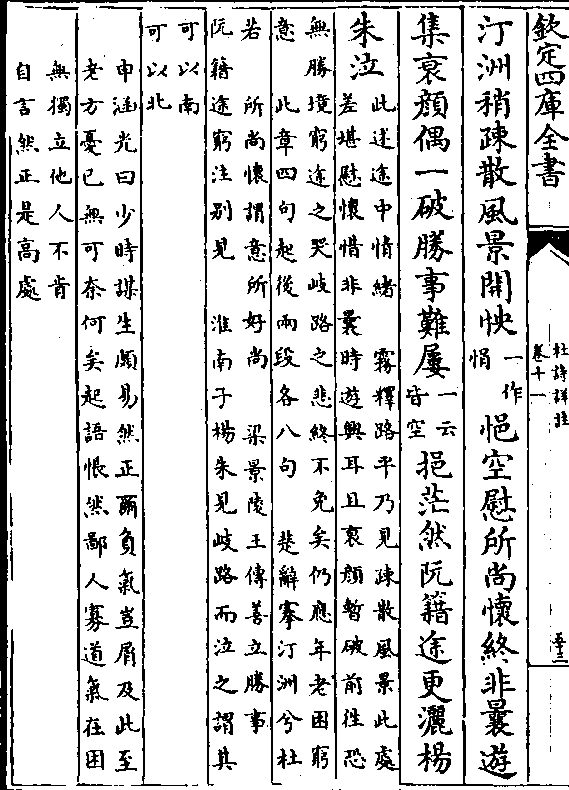 欽定四庫全書
杜詩詳註
卷十一
汀洲稍疎散風景開怏一作悁悒空慰所尚懷終非曩遊
集衰顏偶一破勝事難屢一云皆空挹茫然阮籍途更灑楊
朱泣
此迷途中情緒 霧釋路平乃見疎散風景此處
差堪慰懷惜非曩時遊興耳且衰顏暫破前往恐
無勝境窮途之哭岐路之悲終不免矣仍應年老困窮
意 此章四句起後兩段各八句 楚辭搴汀洲兮杜
若 所尚懷謂意所好尚 梁景陵王傳善立勝事
阮籍途窮注别見 淮南子楊朱見岐路而泣之謂其
可以南
可以北
申涵光曰少時謀生頗易然正爾負氣豈屑及此至
老方憂已無可奈何矣起語悵然鄙人寡道氣在困
無獨立他人不肯
自言然正是高處